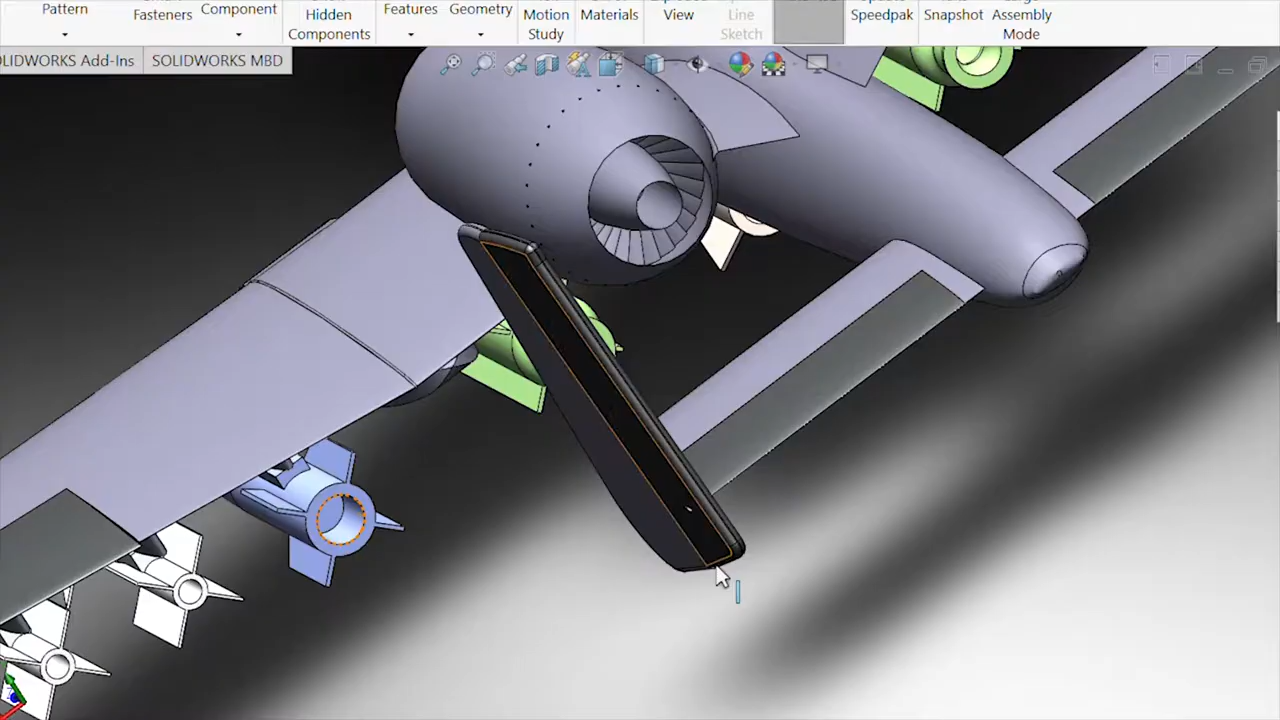 Pattern
Fasteners
Component
Hidden
Components
Features
Geometry
Motion
Study
Materials
View
Line
Sketch
Speedpak
Snapshot
Assembly
Mode
OLIDWORKS Add-Ins
SOLIDWORKS MBD